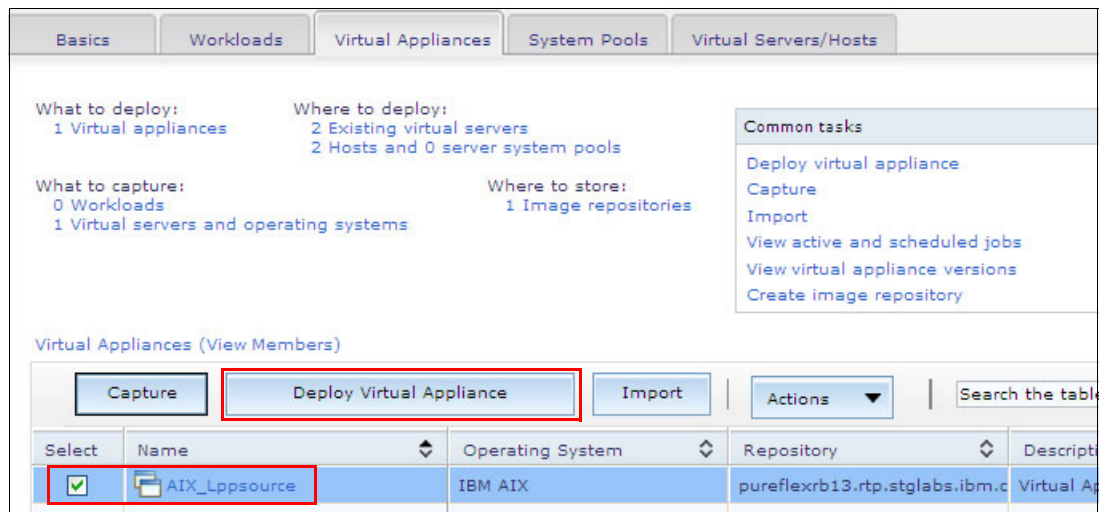 Basics Workloads Virtual Appliances System Pools Virtual Servers/Hosts
What to deploy:
1 Virtual appliances
Where to deploy:
2 Existing virtual servers
2 Hosts and 0 server system pools
What to capture:
0 Workloads
1 Virtual servers and operating systems
Where to store:
1 Image repositories
Common tasks
Deploy virtual appliance
Capture
Import
View active and scheduled jobs
View virtual appliance versions
Create image repository
Virtual Appliances (View Members)
Capture Deploy Virtual Appliance Import Actions Search the table
Select Name Operating System Repository Descripti
AIX_Lppsource IBM AIX pureflexrb13.rtp.stglabs.ibm.c Virtual Ap